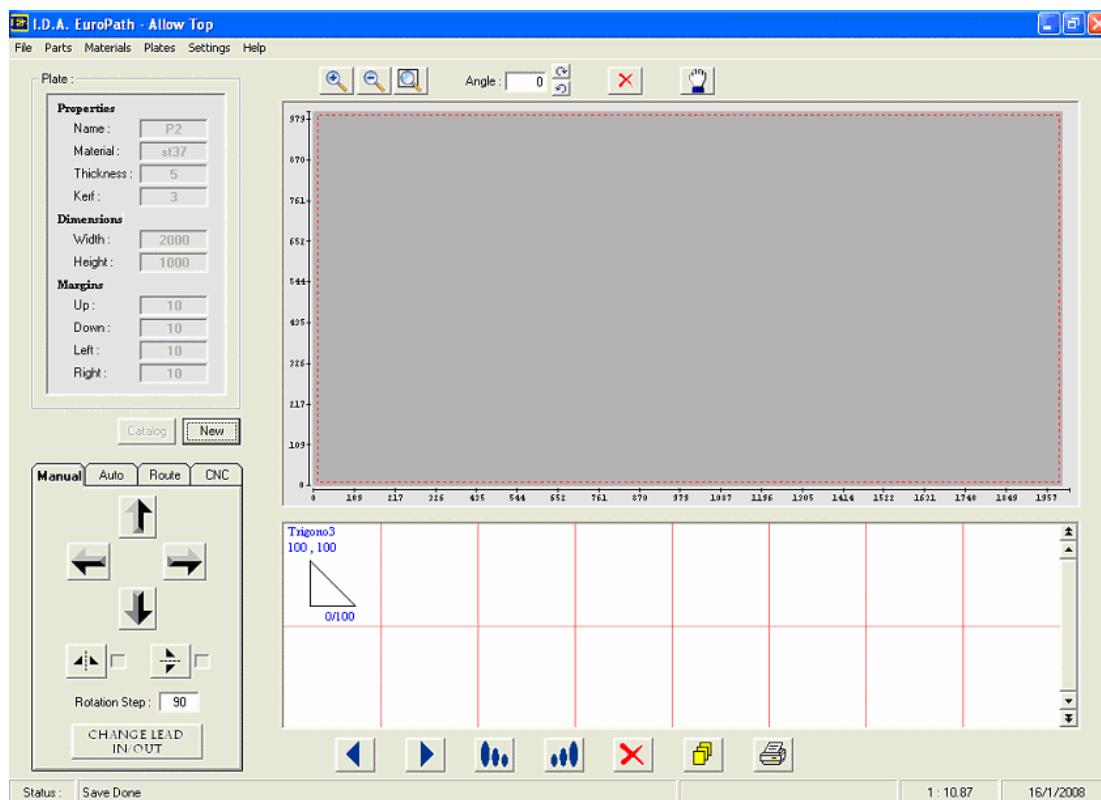 I.D.A. EuroPath - Allow Top
File Parts Materials Plates Settings Help
Plate :
Properties
Name : P2
Material : st37
Thickness : 5
Kerf : 3
Dimensions
Width : 2000
Height : 1000
Margins
Up : 10
Down : 10
Left : 10
Right : 10
Catalog New
Manual Auto Route CNC
Rotation Step : 90
CHANGE LEAD
IN/OUT
Angle : 0
979
870
761
652
544
435
326
217
109
0
0 109 217 326 435 544 652 761 870 979 1087 1196 1305 1414 1522 1631 1740 1849 1957
Trigono3
100 , 100
0/100
Status : Save Done 1 : 10.87 16/1/2008